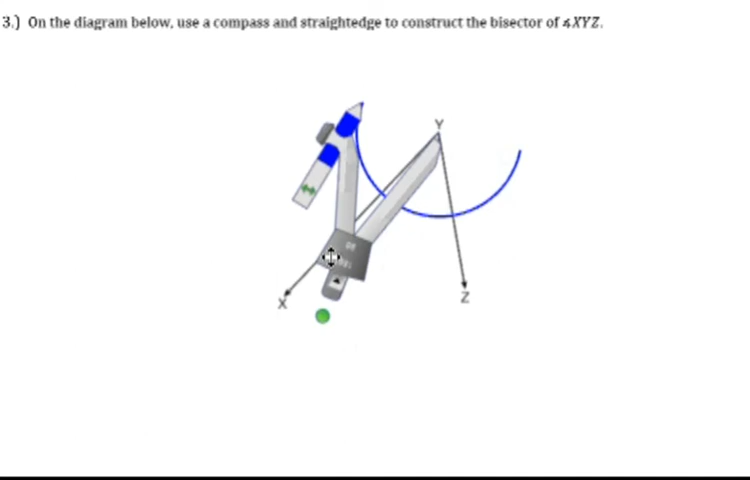 3.) On the diagram below, use a compass and straightedge to construct the bisector of ∡XYZ.
Y
X
Z